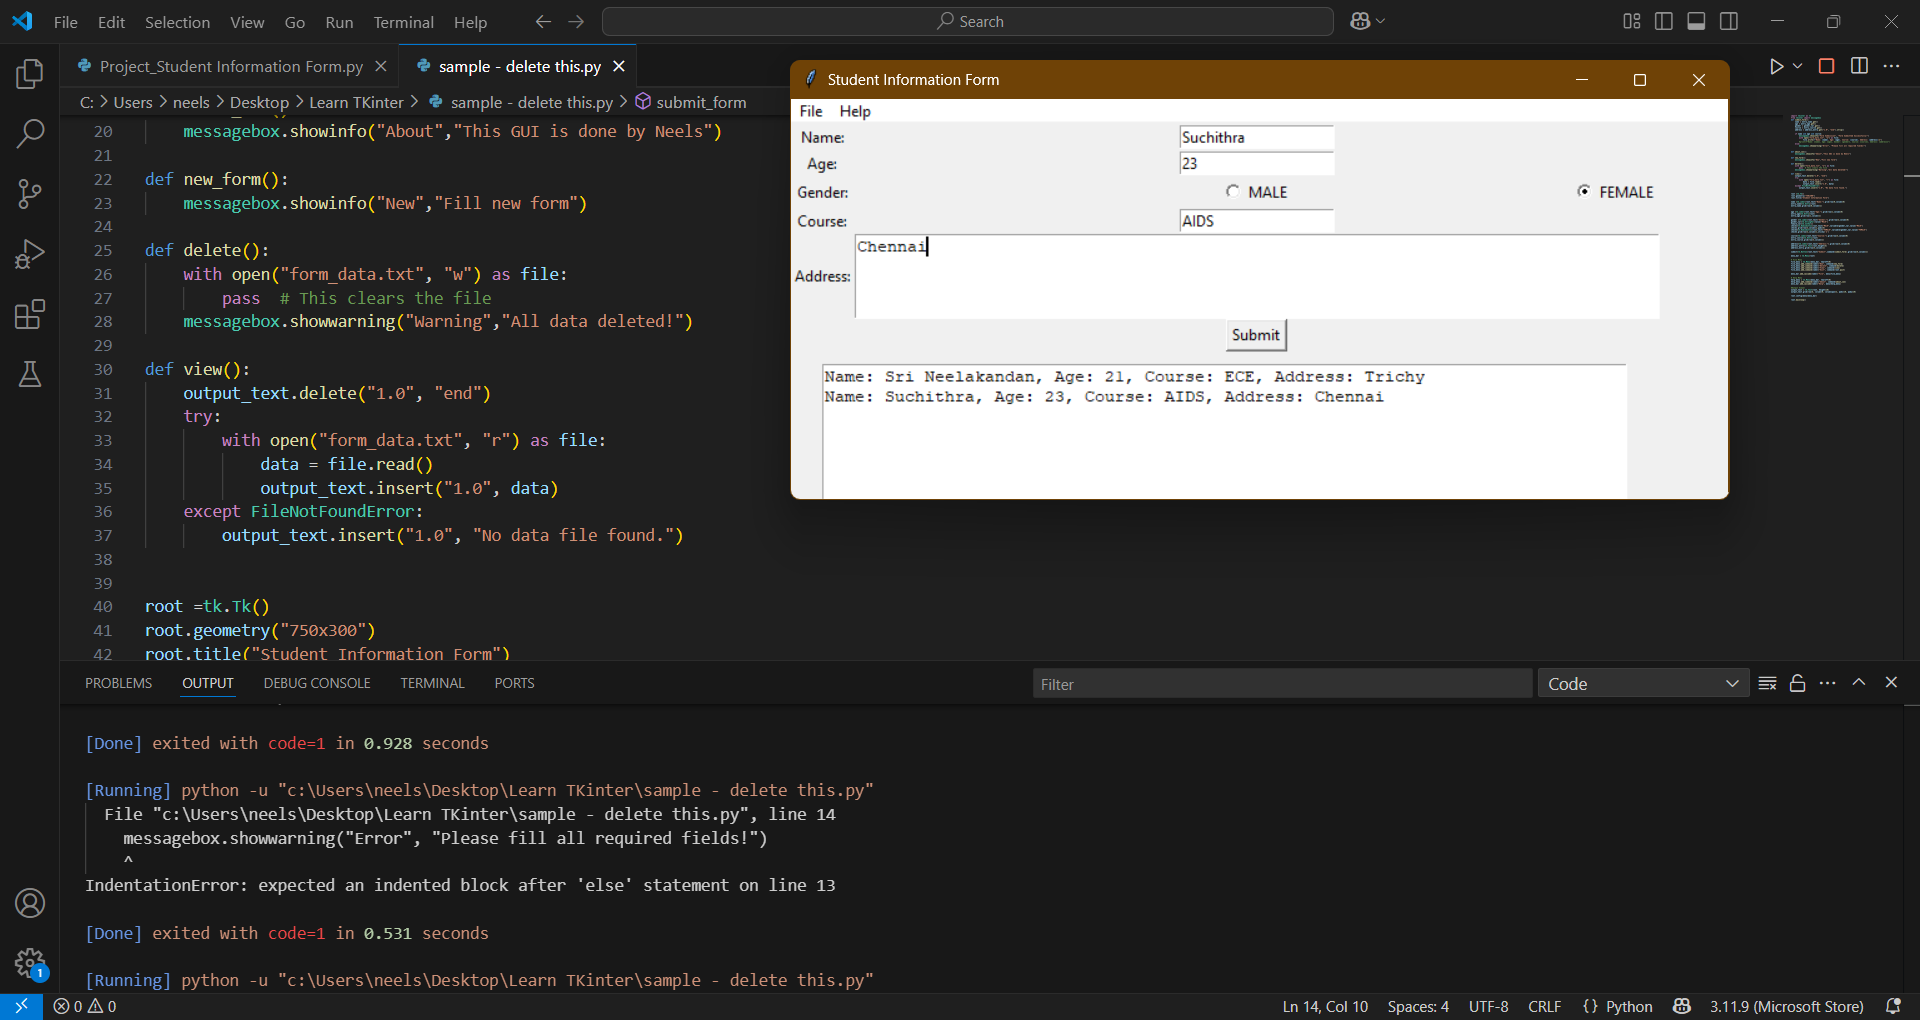 File Edit Selection View Go Run Terminal Help
Search
Project_Student Information Form.py
sample - delete this.py
C: > Users > neels > Desktop > Learn TKinter > sample - delete this.py > submit_form
20 messagebox.showinfo("About","This GUI is done by Neels")
21
22 def new_form():
23 messagebox.showinfo("New","Fill new form")
24
25 def delete():
26 with open("form_data.txt", "w") as file:
27 pass # This clears the file
28 messagebox.showwarning("Warning","All data deleted!")
29
30 def view():
31 output_text.delete("1.0", "end")
32 try:
33 with open("form_data.txt", "r") as file:
34 data = file.read()
35 output_text.insert("1.0", data)
36 except FileNotFoundError:
37 output_text.insert("1.0", "No data file found.")
38
39
40 root =tk.Tk()
41 root.geometry("750x300")
42 root.title("Student Information Form")
Student Information Form
File Help
Name: Suchithra
Age: 23
Gender: MALE FEMALE
Course: AIDS
Address: Chennai
Submit
Name: Sri Neelakandan, Age: 21, Course: ECE, Address: Trichy
Name: Suchithra, Age: 23, Course: AIDS, Address: Chennai
PROBLEMS OUTPUT DEBUG CONSOLE TERMINAL PORTS
Filter
Code
[Done] exited with code=1 in 0.928 seconds
[Running] python -u "c:\Users\neels\Desktop\Learn TKinter\sample - delete this.py"
File "c:\Users\neels\Desktop\Learn TKinter\sample - delete this.py", line 14
messagebox.showwarning("Error", "Please fill all required fields!")
^
IndentationError: expected an indented block after 'else' statement on line 13
[Done] exited with code=1 in 0.531 seconds
[Running] python -u "c:\Users\neels\Desktop\Learn TKinter\sample - delete this.py"
1
0 0
Ln 14, Col 10 Spaces: 4 UTF-8 CRLF {} Python 3.11.9 (Microsoft Store)